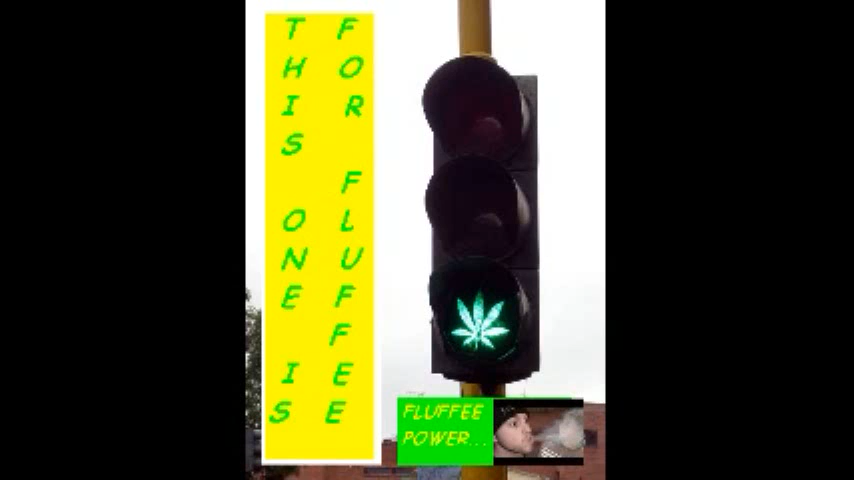 THIS ONE IS
FOR FLUFFEE
FLUFFEE
POWER...